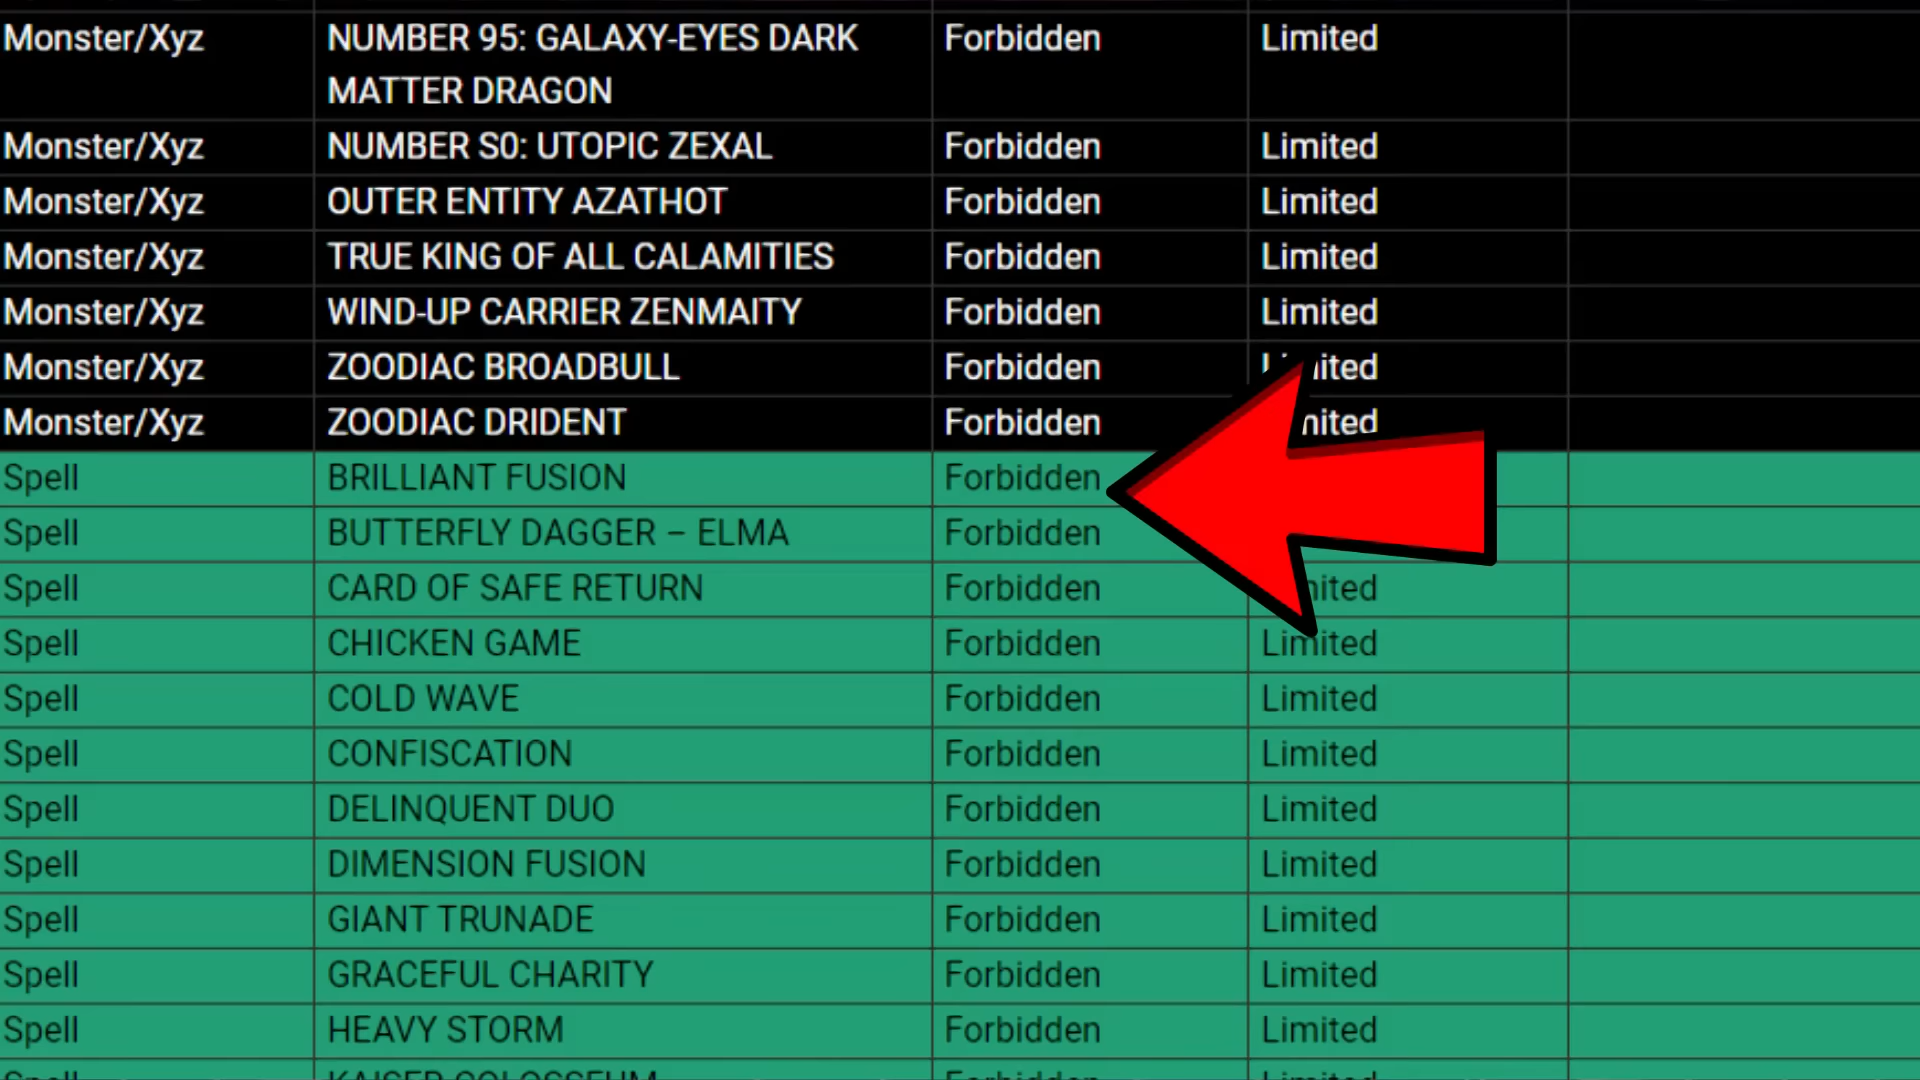 Monster/Xyz NUMBER 95: GALAXY-EYES DARK Forbidden Limited
MATTER DRAGON
Monster/Xyz NUMBER S0: UTOPIC ZEXAL Forbidden Limited
Monster/Xyz OUTER ENTITY AZATHOT Forbidden Limited
Monster/Xyz TRUE KING OF ALL CALAMITIES Forbidden Limited
Monster/Xyz WIND-UP CARRIER ZENMAITY Forbidden Limited
Monster/Xyz ZOODIAC BROADBULL Forbidden Limited
Monster/Xyz ZOODIAC DRIDENT Forbidden mited
Spell BRILLIANT FUSION Forbidden
Spell BUTTERFLY DAGGER – ELMA Forbidden
Spell CARD OF SAFE RETURN Forbidden mited
Spell CHICKEN GAME Forbidden Limited
Spell COLD WAVE Forbidden Limited
Spell CONFISCATION Forbidden Limited
Spell DELINQUENT DUO Forbidden Limited
Spell DIMENSION FUSION Forbidden Limited
Spell GIANT TRUNADE Forbidden Limited
Spell GRACEFUL CHARITY Forbidden Limited
Spell HEAVY STORM Forbidden Limited
Spell KAISER COLOSSEUM Forbidden Limited